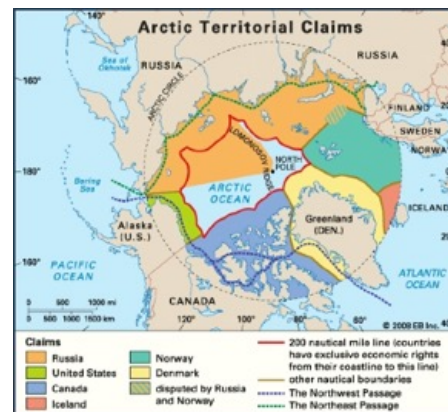 Arctic Territorial Claims
140°
Sea of
Okhotsk
RUSSIA
RUSSIA
160°
ARCTIC CIRCLE
FINLAND
SWEDEN
NORWAY
LOMONOSOV RIDGE
NORTH
POLE
180°
ARCTIC
OCEAN
Bering
Sea
ICELAND
Greenland
(DEN.)
Alaska
(U.S.)
160°
PACIFIC
OCEAN
ATLANTIC
OCEAN
CANADA
0 500 1000 mi
0 500 1000 1500 km
120°
100°
80°
60°
© 2008 EB Inc.
Claims
Russia
United States
Canada
Iceland
Norway
Denmark
disputed by Russia
and Norway
200 nautical mile line (countries
have exclusive economic rights
from their coastline to this line)
other nautical boundaries
The Northwest Passage
The Northeast Passage